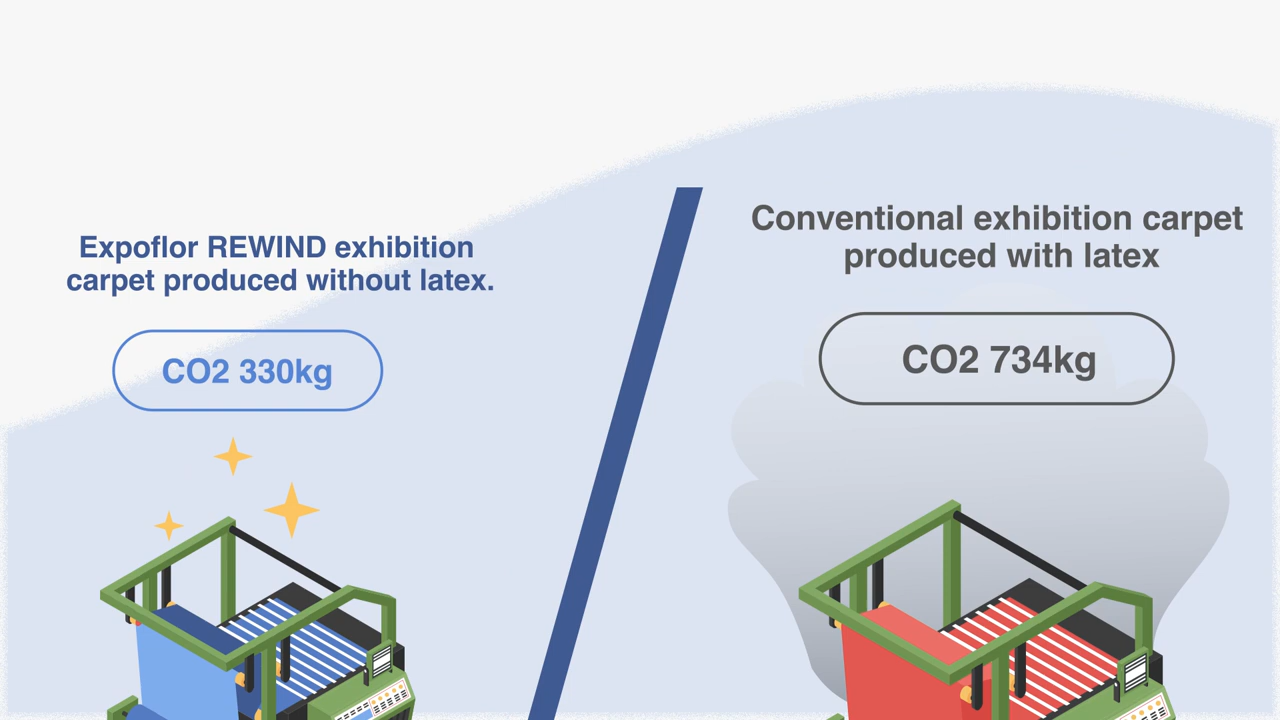 Expoflor REWIND exhibition
carpet produced without latex.
CO2 330kg
Conventional exhibition carpet
produced with latex
CO2 734kg